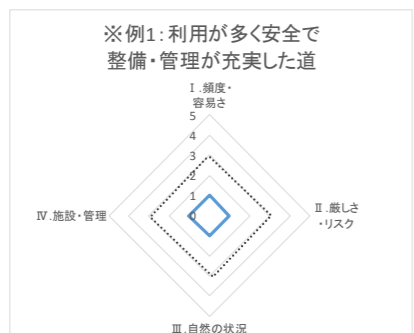 ※例1：利用が多く安全で
整備・管理が充実した道
Ⅰ.頻度・
容易さ
5
4
3
2
1
0
Ⅱ.厳しさ
・リスク
Ⅳ.施設・管理
Ⅲ.自然の状況